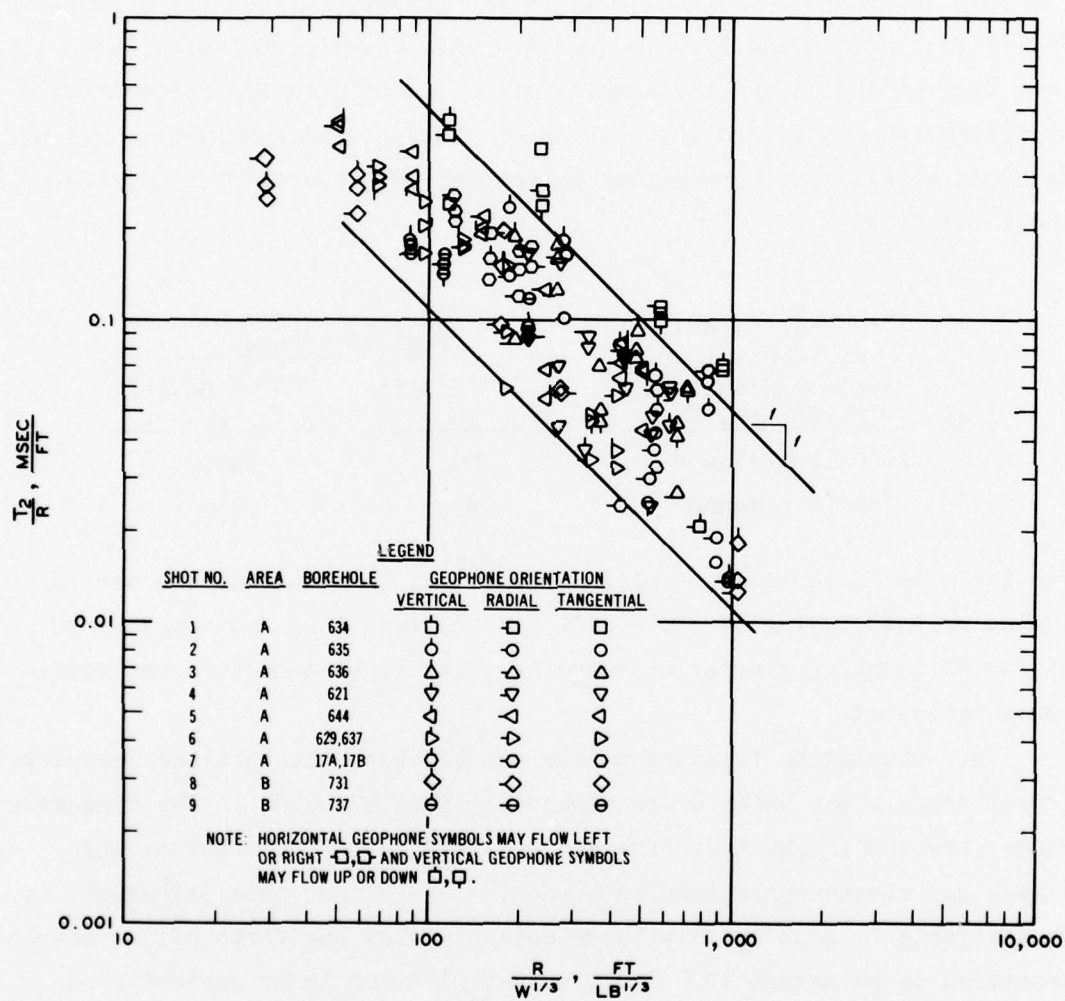 1
0.1
0.01
0.001
T2/R , MSEC/FT
1
1
LEGEND
SHOT NO. AREA BOREHOLE GEOPHONE ORIENTATION
VERTICAL RADIAL TANGENTIAL
1 A 634
2 A 635
3 A 636
4 A 621
5 A 644
6 A 629,637
7 A 17A,17B
8 B 731
9 B 737
NOTE: HORIZONTAL GEOPHONE SYMBOLS MAY FLOW LEFT
OR RIGHT , AND VERTICAL GEOPHONE SYMBOLS
MAY FLOW UP OR DOWN , .
10 100 1,000 10,000
R/W1/3 , FT/LB1/3